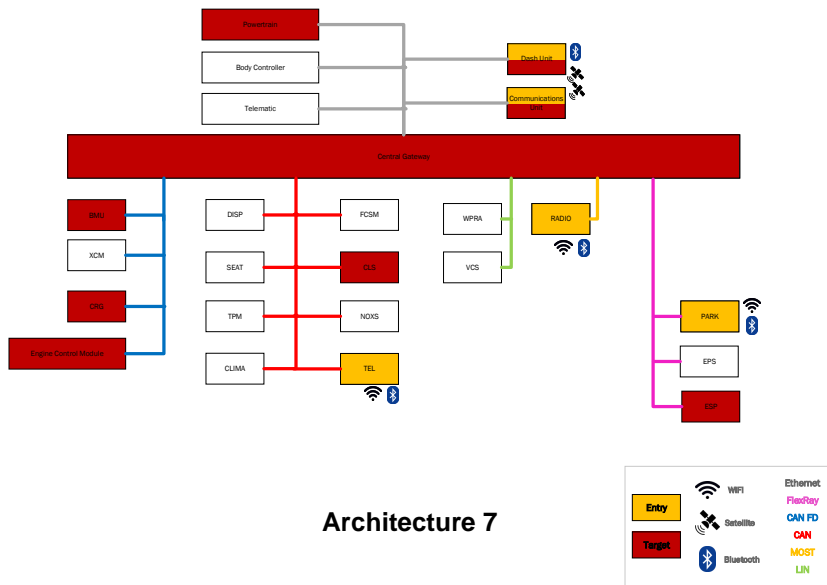 Powertrain
Body Controller
Dash Unit
Telematic
Communications
Unit
Central Gateway
BMU
DISP
FCSM
WPRA
RADIO
XCM
SEAT
CLS
VCS
ORS
TPM
NOXS
PARK
Engine Control Module
CLIMA
TEL
EPS
ESP
Architecture 7
Entry
Target
WIFI
Satellite
Bluetooth
Ethernet
FlexRay
CAN FD
CAN
MOST
LIN